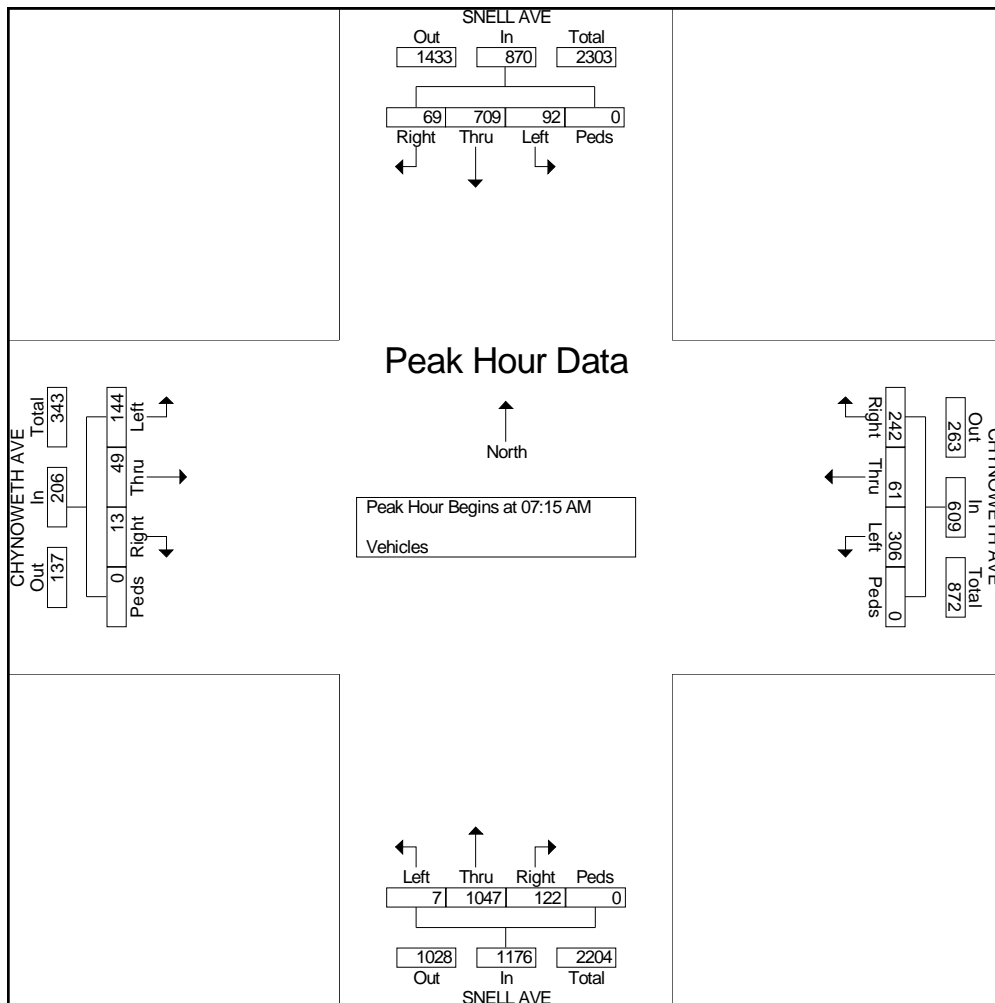 SNELL AVE
Out In Total
1433 870 2303
69 709 92 0
Right Thru Left Peds
Peak Hour Data
North
Peak Hour Begins at 07:15 AM
Vehicles
CHYNOWETH AVE
Total In Out
343 206 137
144 49 13 0
Left Thru Right Peds
CHYNOWETH AVE
Out In Total
263 609 872
242 61 306 0
Right Thru Left Peds
Left Thru Right Peds
7 1047 122 0
1028 1176 2204
Out In Total
SNELL AVE